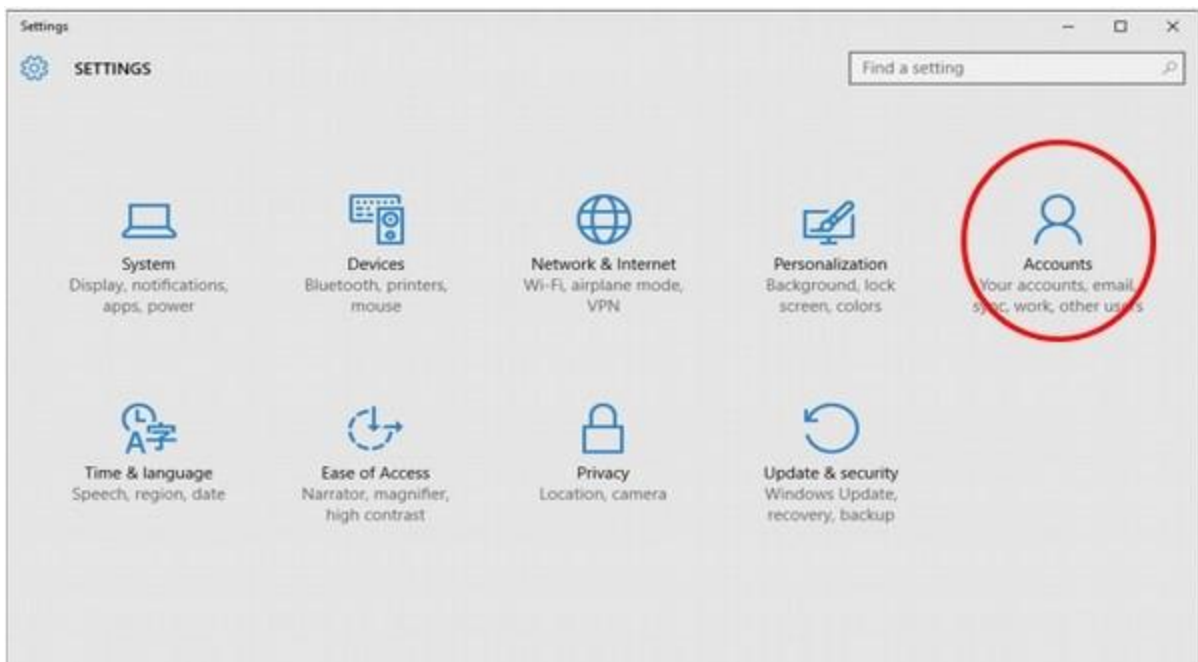 Settings
SETTINGS
Find a setting
System
Display, notifications,
apps, power
Devices
Bluetooth, printers,
mouse
Network & Internet
Wi-Fi, airplane mode,
VPN
Personalization
Background, lock
screen, colors
Accounts
Your accounts, email,
sync, work, other users
Time & language
Speech, region, date
Ease of Access
Narrator, magnifier,
high contrast
Privacy
Location, camera
Update & security
Windows Update,
recovery, backup